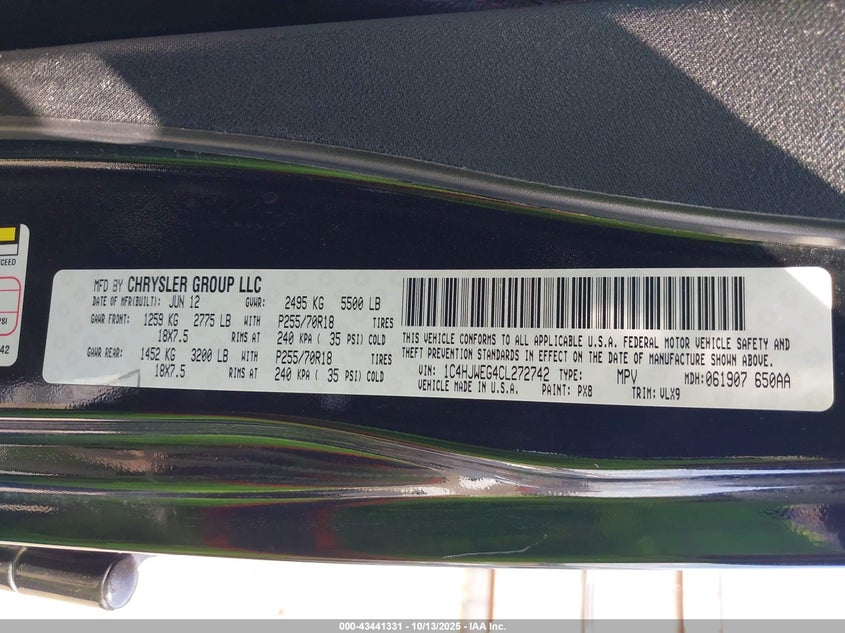 XCEED
PSI
42
MFD BY CHRYSLER GROUP LLC
DATE OF MFR(BUILT): JUN 12 GVWR: 2495 KG 5500 LB
GAWR FRONT: 1259 KG 2775 LB WITH P255/70R18 TIRES
18X7.5 RIMS AT 240 KPA ( 35 PSI) COLD
GAWR REAR: 1452 KG 3200 LB WITH P255/70R18 TIRES
18X7.5 RIMS AT 240 KPA ( 35 PSI) COLD
THIS VEHICLE CONFORMS TO ALL APPLICABLE U.S.A. FEDERAL MOTOR VEHICLE SAFETY AND
THEFT PREVENTION STANDARDS IN EFFECT ON THE DATE OF MANUFACTURE SHOWN ABOVE.
VIN: 1C4HJWEG4CL272742 TYPE: MPV MDH:061907 650AA
VEHICLE MADE IN U.S.A. PAINT: PX8 TRIM: VLX9
000-43441331 - 10/13/2025 - IAA Inc.